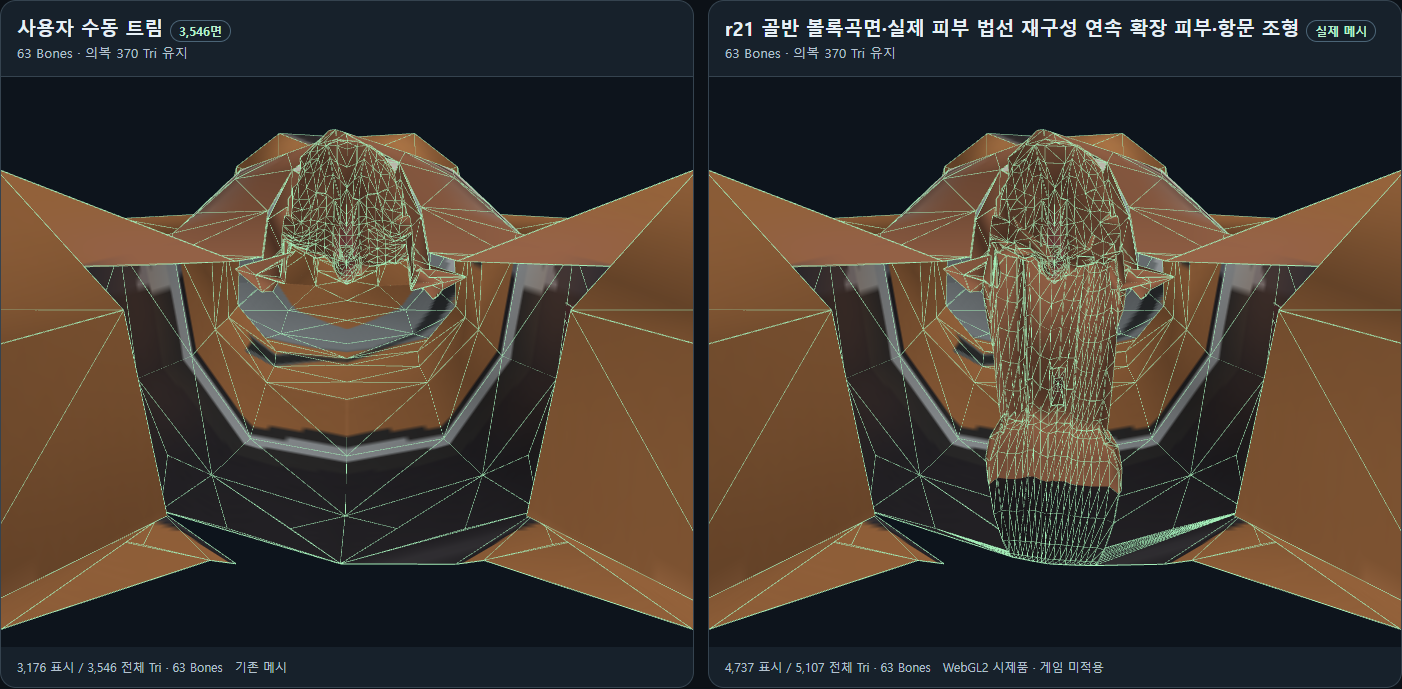 사용자 수동 트림 3,546면
63 Bones · 의복 370 Tri 유지
3,176 표시 / 3,546 전체 Tri · 63 Bones 기존 메시
r21 골반 볼록곡면·실제 피부 법선 재구성 연속 확장 피부·항문 조형 실제 메시
63 Bones · 의복 370 Tri 유지
4,737 표시 / 5,107 전체 Tri · 63 Bones WebGL2 시제품 · 게임 미적용